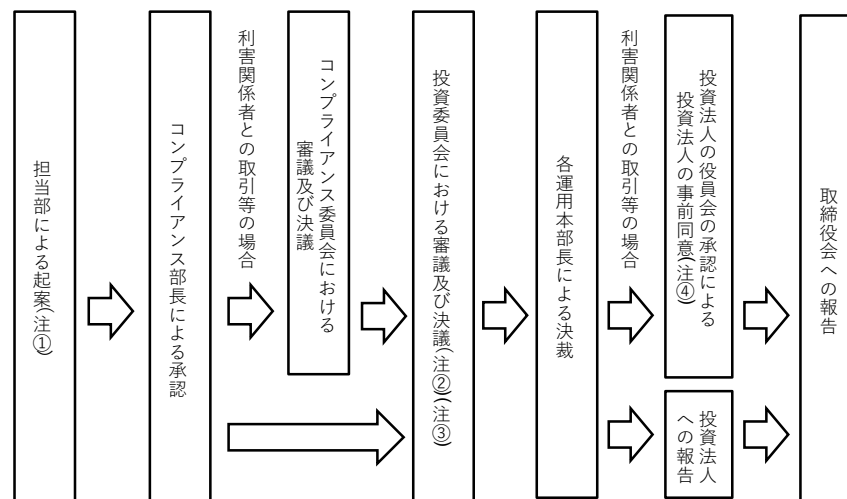 担当部による起案(注①)
コンプライアンス部長による承認
利害関係者との取引等の場合
コンプライアンス委員会における
審議及び決議
投資委員会における審議及び決議(注②)(注③)
各運用本部長による決裁
利害関係者との取引等の場合
投資法人の役員会の承認による
投資法人の事前同意(注④)
投資法人
への報告
取締役会への報告